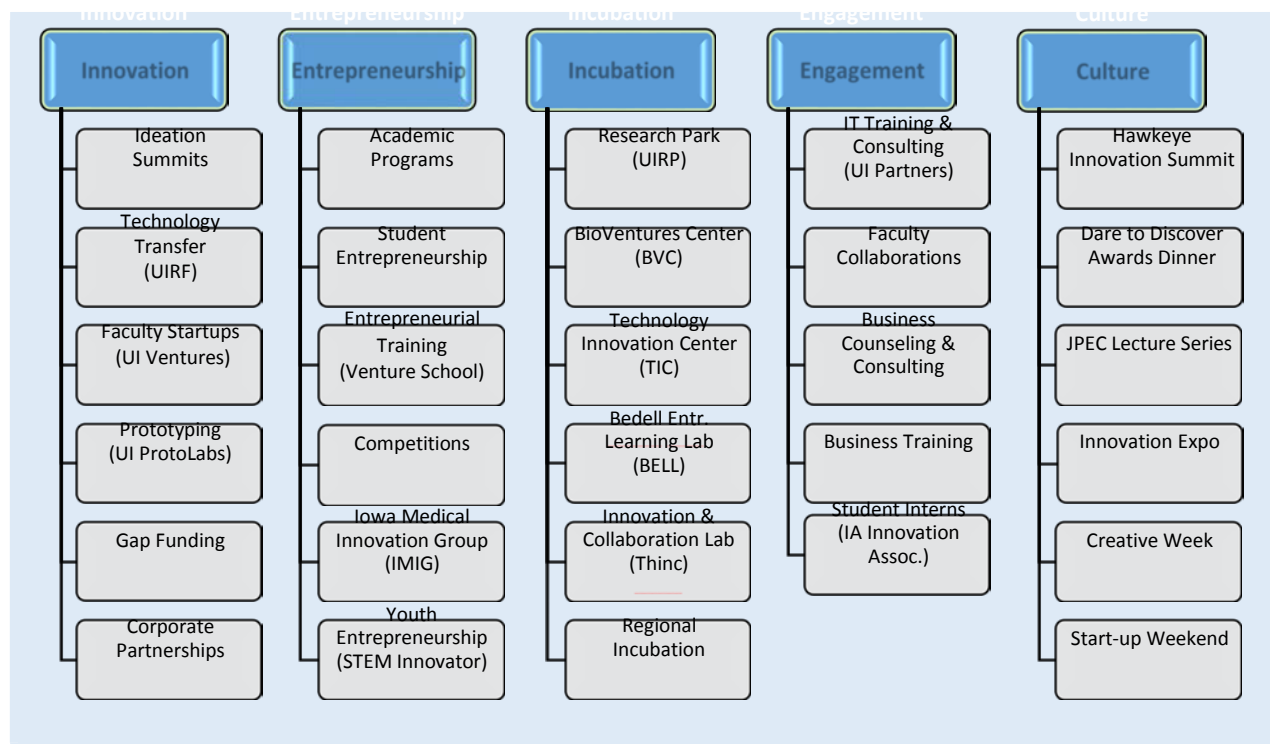 Innovation
Entrepreneurship
Incubation
Engagement
Culture
Innovation
Entrepreneurship
Incubation
Engagement
Culture
Ideation
Summits
Technology
Transfer
(UIRF)
Faculty Startups
(UI Ventures)
Prototyping
(UI ProtoLabs)
Gap Funding
Corporate
Partnerships
Academic
Programs
Student
Entrepreneurship
Entrepreneurial
Training
(Venture School)
Competitions
Iowa Medical
Innovation Group
(IMIG)
Youth
Entrepreneurship
(STEM Innovator)
Research Park
(UIRP)
BioVentures Center
(BVC)
Technology
Innovation Center
(TIC)
Bedell Entr.
Learning Lab
(BELL)
Innovation &
Collaboration Lab
(Thinc)
Regional
Incubation
IT Training &
Consulting
(UI Partners)
Faculty
Collaborations
Business
Counseling &
Consulting
Business Training
Student Interns
(IA Innovation
Assoc.)
Hawkeye
Innovation Summit
Dare to Discover
Awards Dinner
JPEC Lecture Series
Innovation Expo
Creative Week
Start-up Weekend